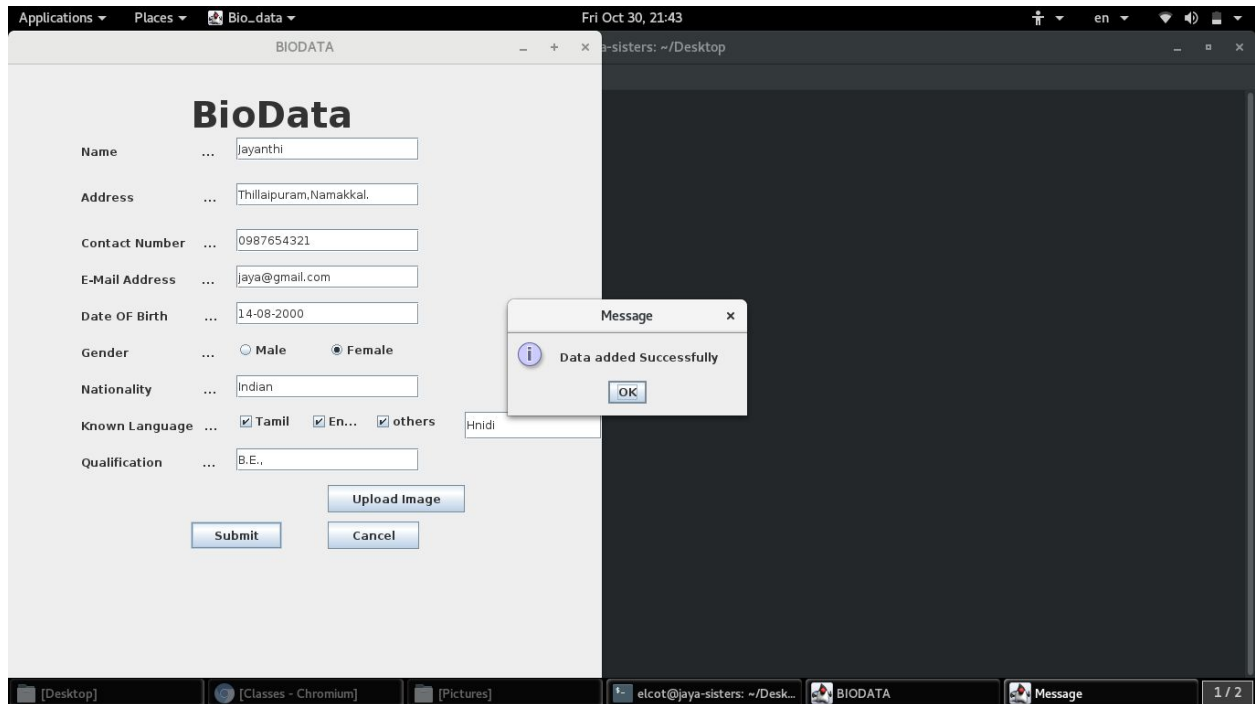 Applications Places Bio_data Fri Oct 30, 21:43 en
BIODATA
a-sisters: ~/Desktop
BioData
Name ... Jayanthi
Address ... Thillaipuram,Namakkal.
Contact Number ... 0987654321
E-Mail Address ... jaya@gmail.com
Date OF Birth ... 14-08-2000
Gender ... Male Female
Nationality ... Indian
Known Language ... Tamil En... others Hnidi
Qualification ... B.E.,
Upload Image
Submit Cancel
Message
Data added Successfully
OK
[Desktop] [Classes - Chromium] [Pictures] elcot@jaya-sisters: ~/Desk... BIODATA Message 1 / 2